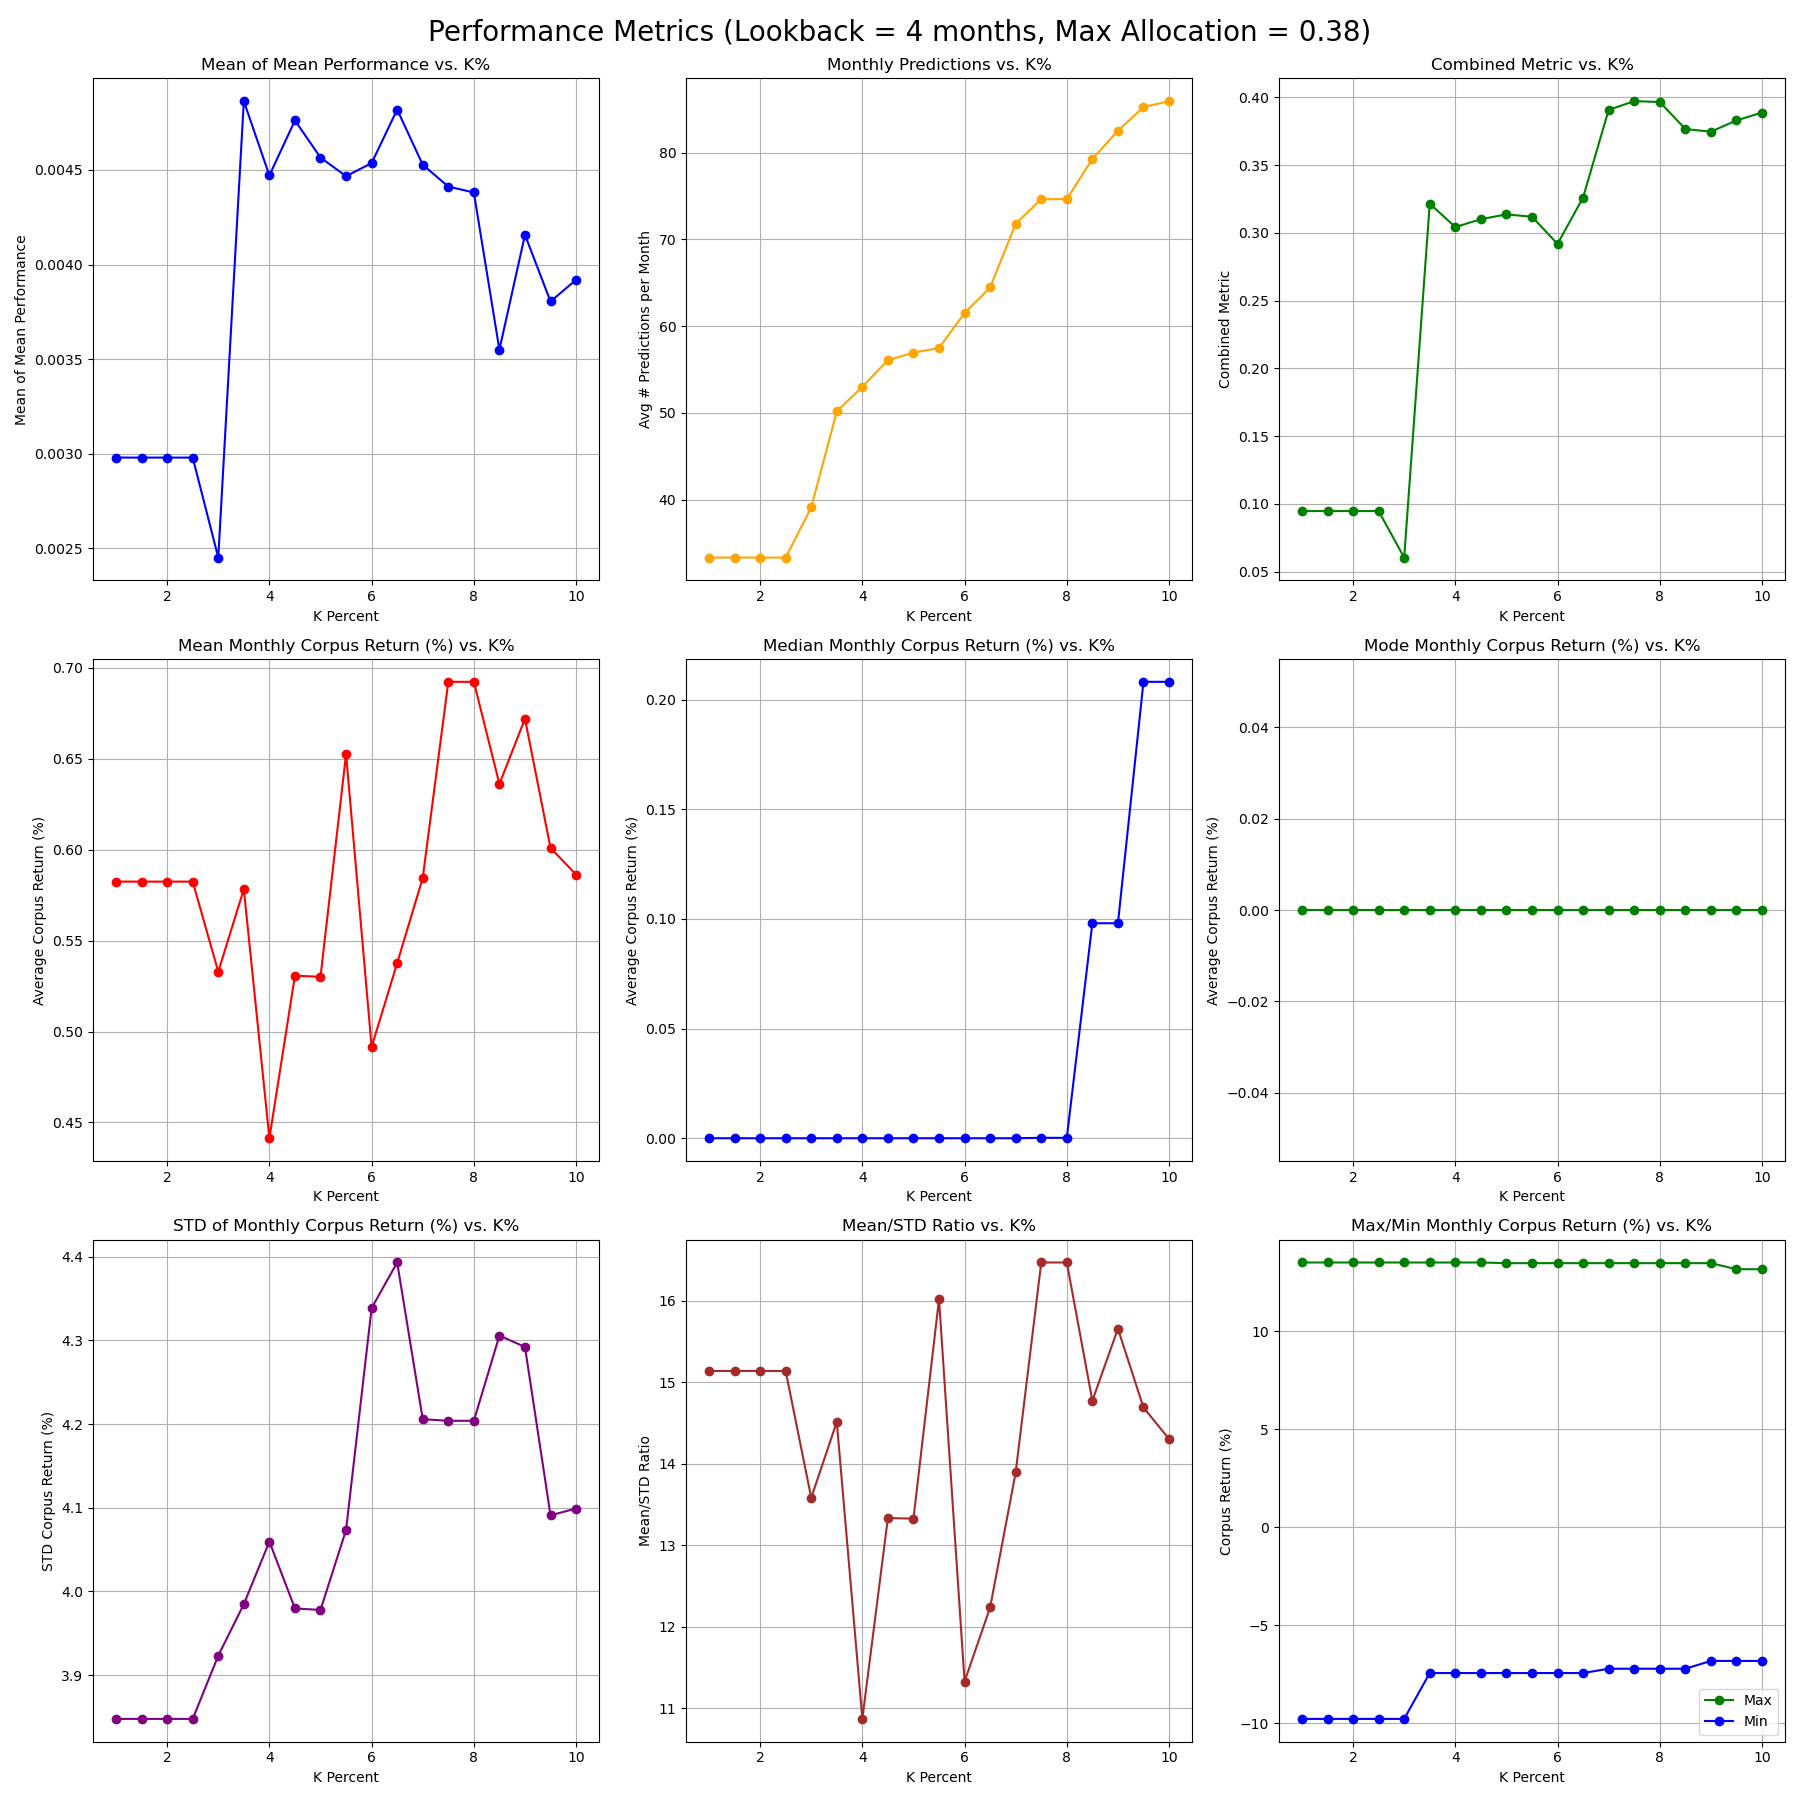 Performance Metrics (Lookback = 4 months, Max Allocation = 0.38)
Mean of Mean Performance vs. K%
Mean of Mean Performance
0.0045
0.0040
0.0035
0.0030
0.0025
2 4 6 8 10
K Percent
Monthly Predictions vs. K%
Avg # Predictions per Month
80
70
60
50
40
2 4 6 8 10
K Percent
Combined Metric vs. K%
Combined Metric
0.40
0.35
0.30
0.25
0.20
0.15
0.10
0.05
2 4 6 8 10
K Percent
Mean Monthly Corpus Return (%) vs. K%
Average Corpus Return (%)
0.70
0.65
0.60
0.55
0.50
0.45
2 4 6 8 10
K Percent
Median Monthly Corpus Return (%) vs. K%
Average Corpus Return (%)
0.20
0.15
0.10
0.05
0.00
2 4 6 8 10
K Percent
Mode Monthly Corpus Return (%) vs. K%
Average Corpus Return (%)
0.04
0.02
0.00
−0.02
−0.04
2 4 6 8 10
K Percent
STD of Monthly Corpus Return (%) vs. K%
STD Corpus Return (%)
4.4
4.3
4.2
4.1
4.0
3.9
2 4 6 8 10
K Percent
Mean/STD Ratio vs. K%
Mean/STD Ratio
16
15
14
13
12
11
2 4 6 8 10
K Percent
Max/Min Monthly Corpus Return (%) vs. K%
Corpus Return (%)
10
5
0
−5
−10
Max
Min
2 4 6 8 10
K Percent